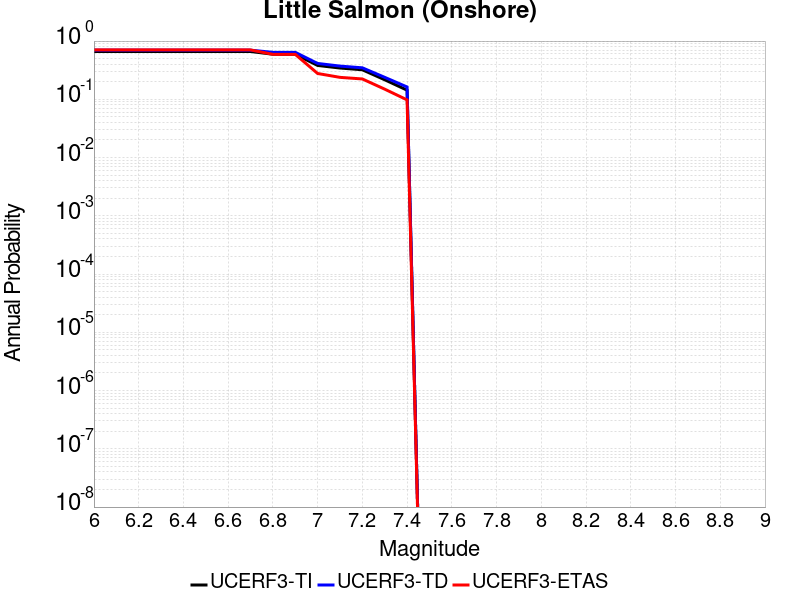 Little Salmon (Onshore)
10^0
10^-1
10^-2
10^-3
10^-4
10^-5
10^-6
10^-7
10^-8
Annual Probability
6 6.2 6.4 6.6 6.8 7 7.2 7.4 7.6 7.8 8 8.2 8.4 8.6 8.8 9
Magnitude
UCERF3-TI UCERF3-TD UCERF3-ETAS